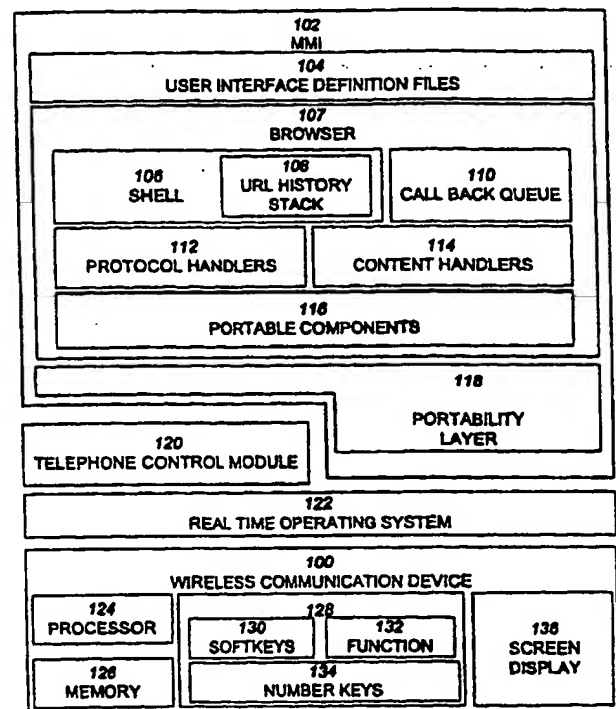 102
MMI
104
USER INTERFACE DEFINITION FILES
107
BROWSER
106
SHELL
108
URL HISTORY
STACK
110
CALL BACK QUEUE
112
PROTOCOL HANDLERS
114
CONTENT HANDLERS
116
PORTABLE COMPONENTS
118
PORTABILITY
LAYER
120
TELEPHONE CONTROL MODULE
122
REAL TIME OPERATING SYSTEM
100
WIRELESS COMMUNICATION DEVICE
124
PROCESSOR
126
MEMORY
128
130
SOFTKEYS
132
FUNCTION
134
NUMBER KEYS
136
SCREEN
DISPLAY